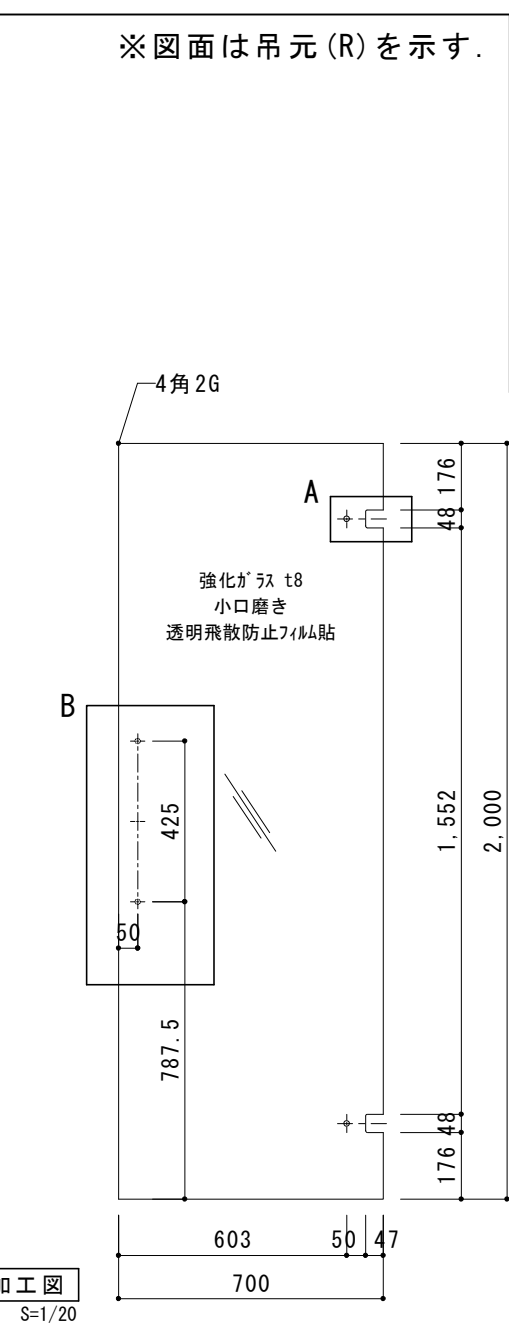 ※図面は吊元(R)を示す.
4角2G
A
176
48
強化ガラス t8
小口磨き
透明飛散防止フィルム貼
B
425
1,552
2,000
50
787.5
48
176
603
50
47
700
加工図
S=1/20